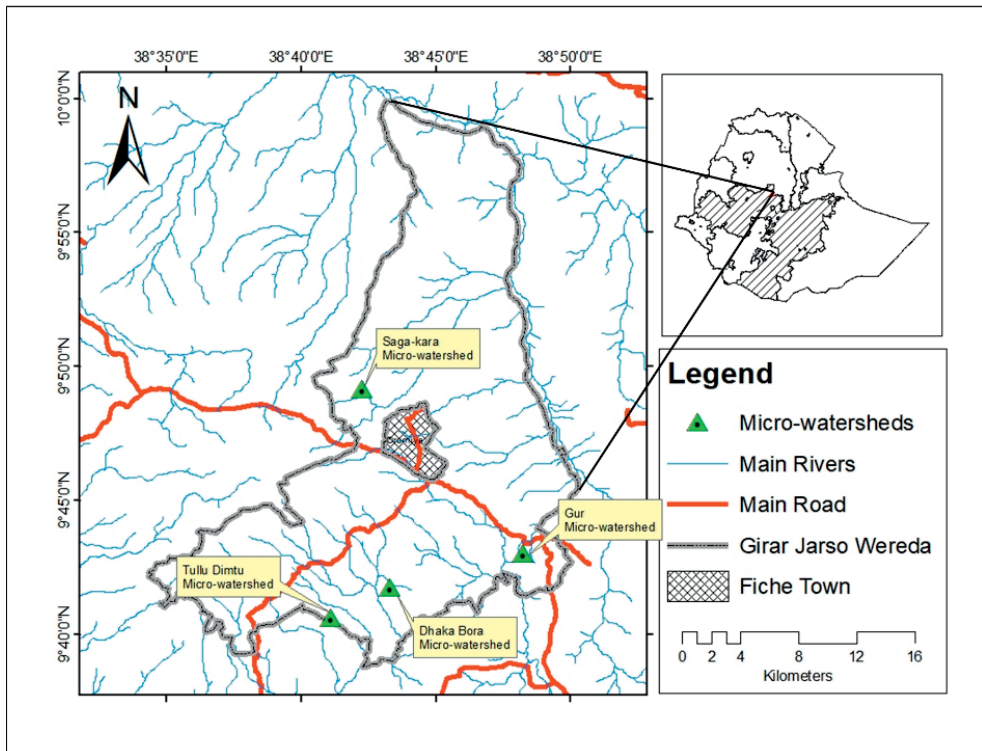 38°35'0"E 38°40'0"E 38°45'0"E 38°50'0"E
N
10°0'0"N
9°55'0"N
9°50'0"N
9°45'0"N
9°40'0"N
Saga-kara
Micro-watershed
Gur
Micro-watershed
Tullu Dimtu
Micro-watershed
Dhaka Bora
Micro-watershed
Legend
Micro-watersheds
Main Rivers
Main Road
Girar Jarso Wereda
Fiche Town
0 2 4 8 12 16
Kilometers